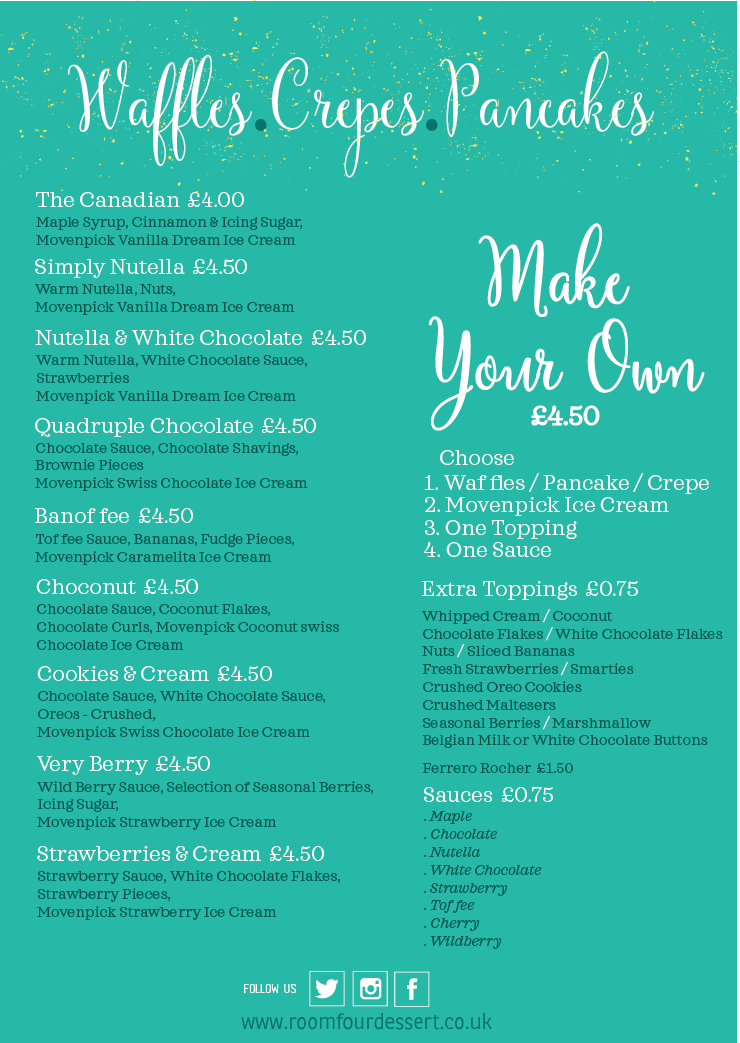 Waffles.Crepes.Pancakes
The Canadian £4.00
Maple Syrup, Cinnamon & Icing Sugar,
Movenpick Vanilla Dream Ice Cream
Simply Nutella £4.50
Warm Nutella, Nuts,
Movenpick Vanilla Dream Ice Cream
Nutella & White Chocolate £4.50
Warm Nutella, White Chocolate Sauce,
Strawberries
Movenpick Vanilla Dream Ice Cream
Quadruple Chocolate £4.50
Chocolate Sauce, Chocolate Shavings,
Brownie Pieces
Movenpick Swiss Chocolate Ice Cream
Banof fee £4.50
Tof fee Sauce, Bananas, Fudge Pieces,
Movenpick Caramelita Ice Cream
Choconut £4.50
Chocolate Sauce, Coconut Flakes,
Chocolate Curls, Movenpick Coconut swiss
Chocolate Ice Cream
Cookies & Cream £4.50
Chocolate Sauce, White Chocolate Sauce,
Oreos - Crushed,
Movenpick Swiss Chocolate Ice Cream
Very Berry £4.50
Wild Berry Sauce, Selection of Seasonal Berries,
Icing Sugar,
Movenpick Strawberry Ice Cream
Strawberries & Cream £4.50
Strawberry Sauce, White Chocolate Flakes,
Strawberry Pieces,
Movenpick Strawberry Ice Cream
Make
Your Own
£4.50
Choose
1. Waf fles / Pancake / Crepe
2. Movenpick Ice Cream
3. One Topping
4. One Sauce
Extra Toppings £0.75
Whipped Cream / Coconut
Chocolate Flakes / White Chocolate Flakes
Nuts / Sliced Bananas
Fresh Strawberries / Smarties
Crushed Oreo Cookies
Crushed Maltesers
Seasonal Berries / Marshmallow
Belgian Milk or White Chocolate Buttons
Ferrero Rocher £1.50
Sauces £0.75
. Maple
. Chocolate
. Nutella
. White Chocolate
. Strawberry
. Tof fee
. Cherry
. Wildberry
FOLLOW US
www.roomfourdessert.co.uk